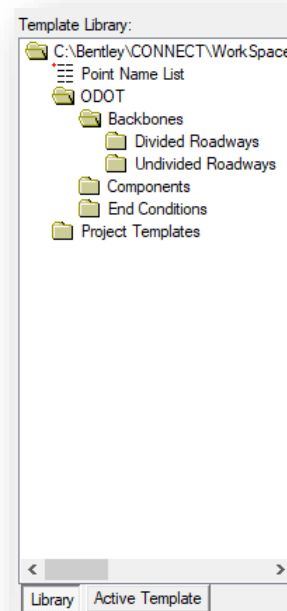 Template Library:
C:\Bentley\CONNECT\WorkSpace
Point Name List
ODOT
Backbones
Divided Roadways
Undivided Roadways
Components
End Conditions
Project Templates
Library Active Template